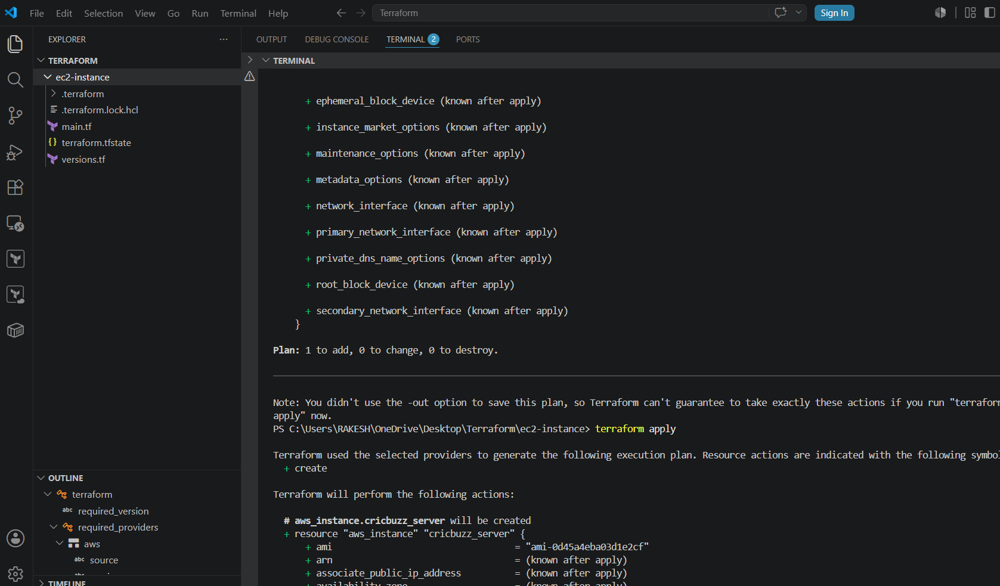 File Edit Selection View Go Run Terminal Help
Terraform
Sign In
EXPLORER
TERRAFORM
ec2-instance
.terraform
.terraform.lock.hcl
main.tf
terraform.tfstate
versions.tf
OUTLINE
terraform
abc required_version
required_providers
aws
abc source
TIMELINE
OUTPUT DEBUG CONSOLE TERMINAL 2 PORTS
TERMINAL
+ ephemeral_block_device (known after apply)
+ instance_market_options (known after apply)
+ maintenance_options (known after apply)
+ metadata_options (known after apply)
+ network_interface (known after apply)
+ primary_network_interface (known after apply)
+ private_dns_name_options (known after apply)
+ root_block_device (known after apply)
+ secondary_network_interface (known after apply)
}
Plan: 1 to add, 0 to change, 0 to destroy.
Note: You didn't use the -out option to save this plan, so Terraform can't guarantee to take exactly these actions if you run "terraform
apply" now.
PS C:\Users\RAKESH\OneDrive\Desktop\Terraform\ec2-instance> terraform apply
Terraform used the selected providers to generate the following execution plan. Resource actions are indicated with the following symbol
+ create
Terraform will perform the following actions:
# aws_instance.cricbuzz_server will be created
+ resource "aws_instance" "cricbuzz_server" {
+ ami = "ami-0d45a4eba03d1e2cf"
+ arn = (known after apply)
+ associate_public_ip_address = (known after apply)
+ availability_zone = (known after apply)